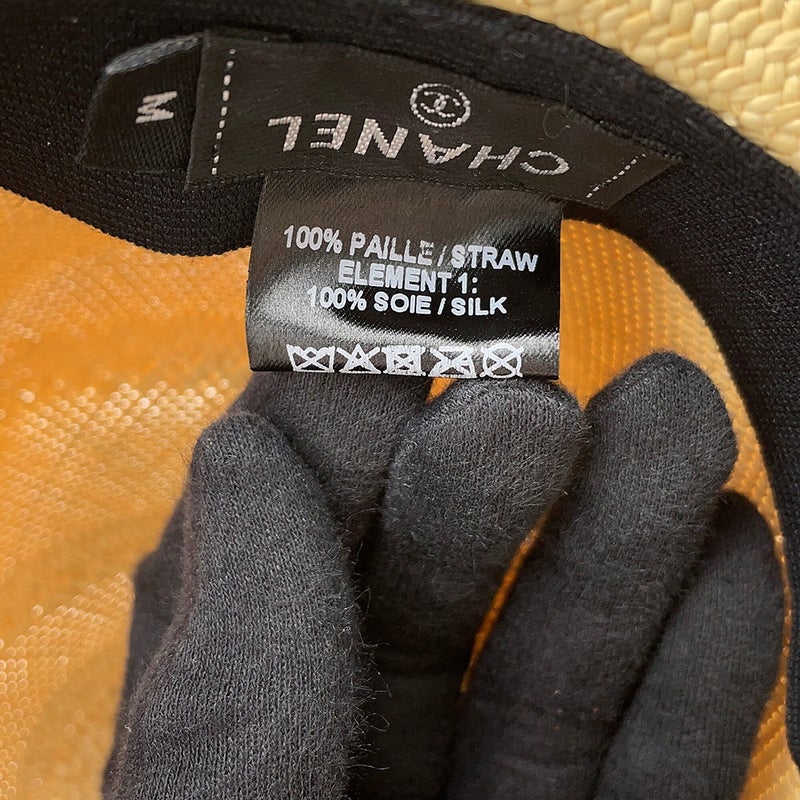 M
CHANEL
100% PAILLE / STRAW
ELEMENT 1:
100% SOIE / SILK